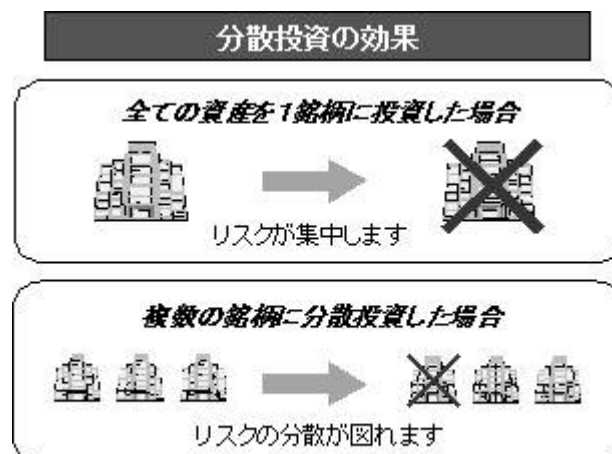 分散投資の効果
全ての資産を1銘柄に投資した場合
リスクが集中します
複数の銘柄に分散投資した場合
リスクの分散が図れます